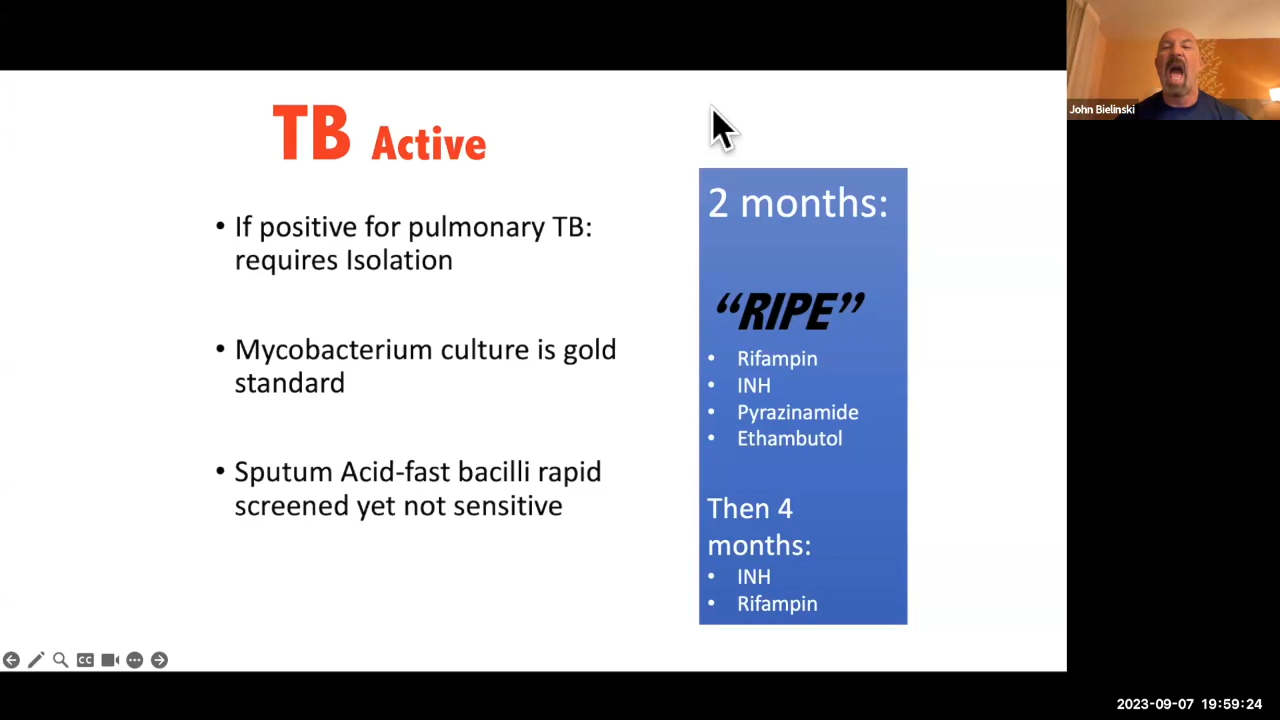 TB Active
• If positive for pulmonary TB:
requires Isolation
• Mycobacterium culture is gold
standard
• Sputum Acid-fast bacilli rapid
screened yet not sensitive
2 months:
“RIPE”
• Rifampin
• INH
• Pyrazinamide
• Ethambutol
Then 4
months:
• INH
• Rifampin
John Bielinski
CC
2023-09-07 19:59:24